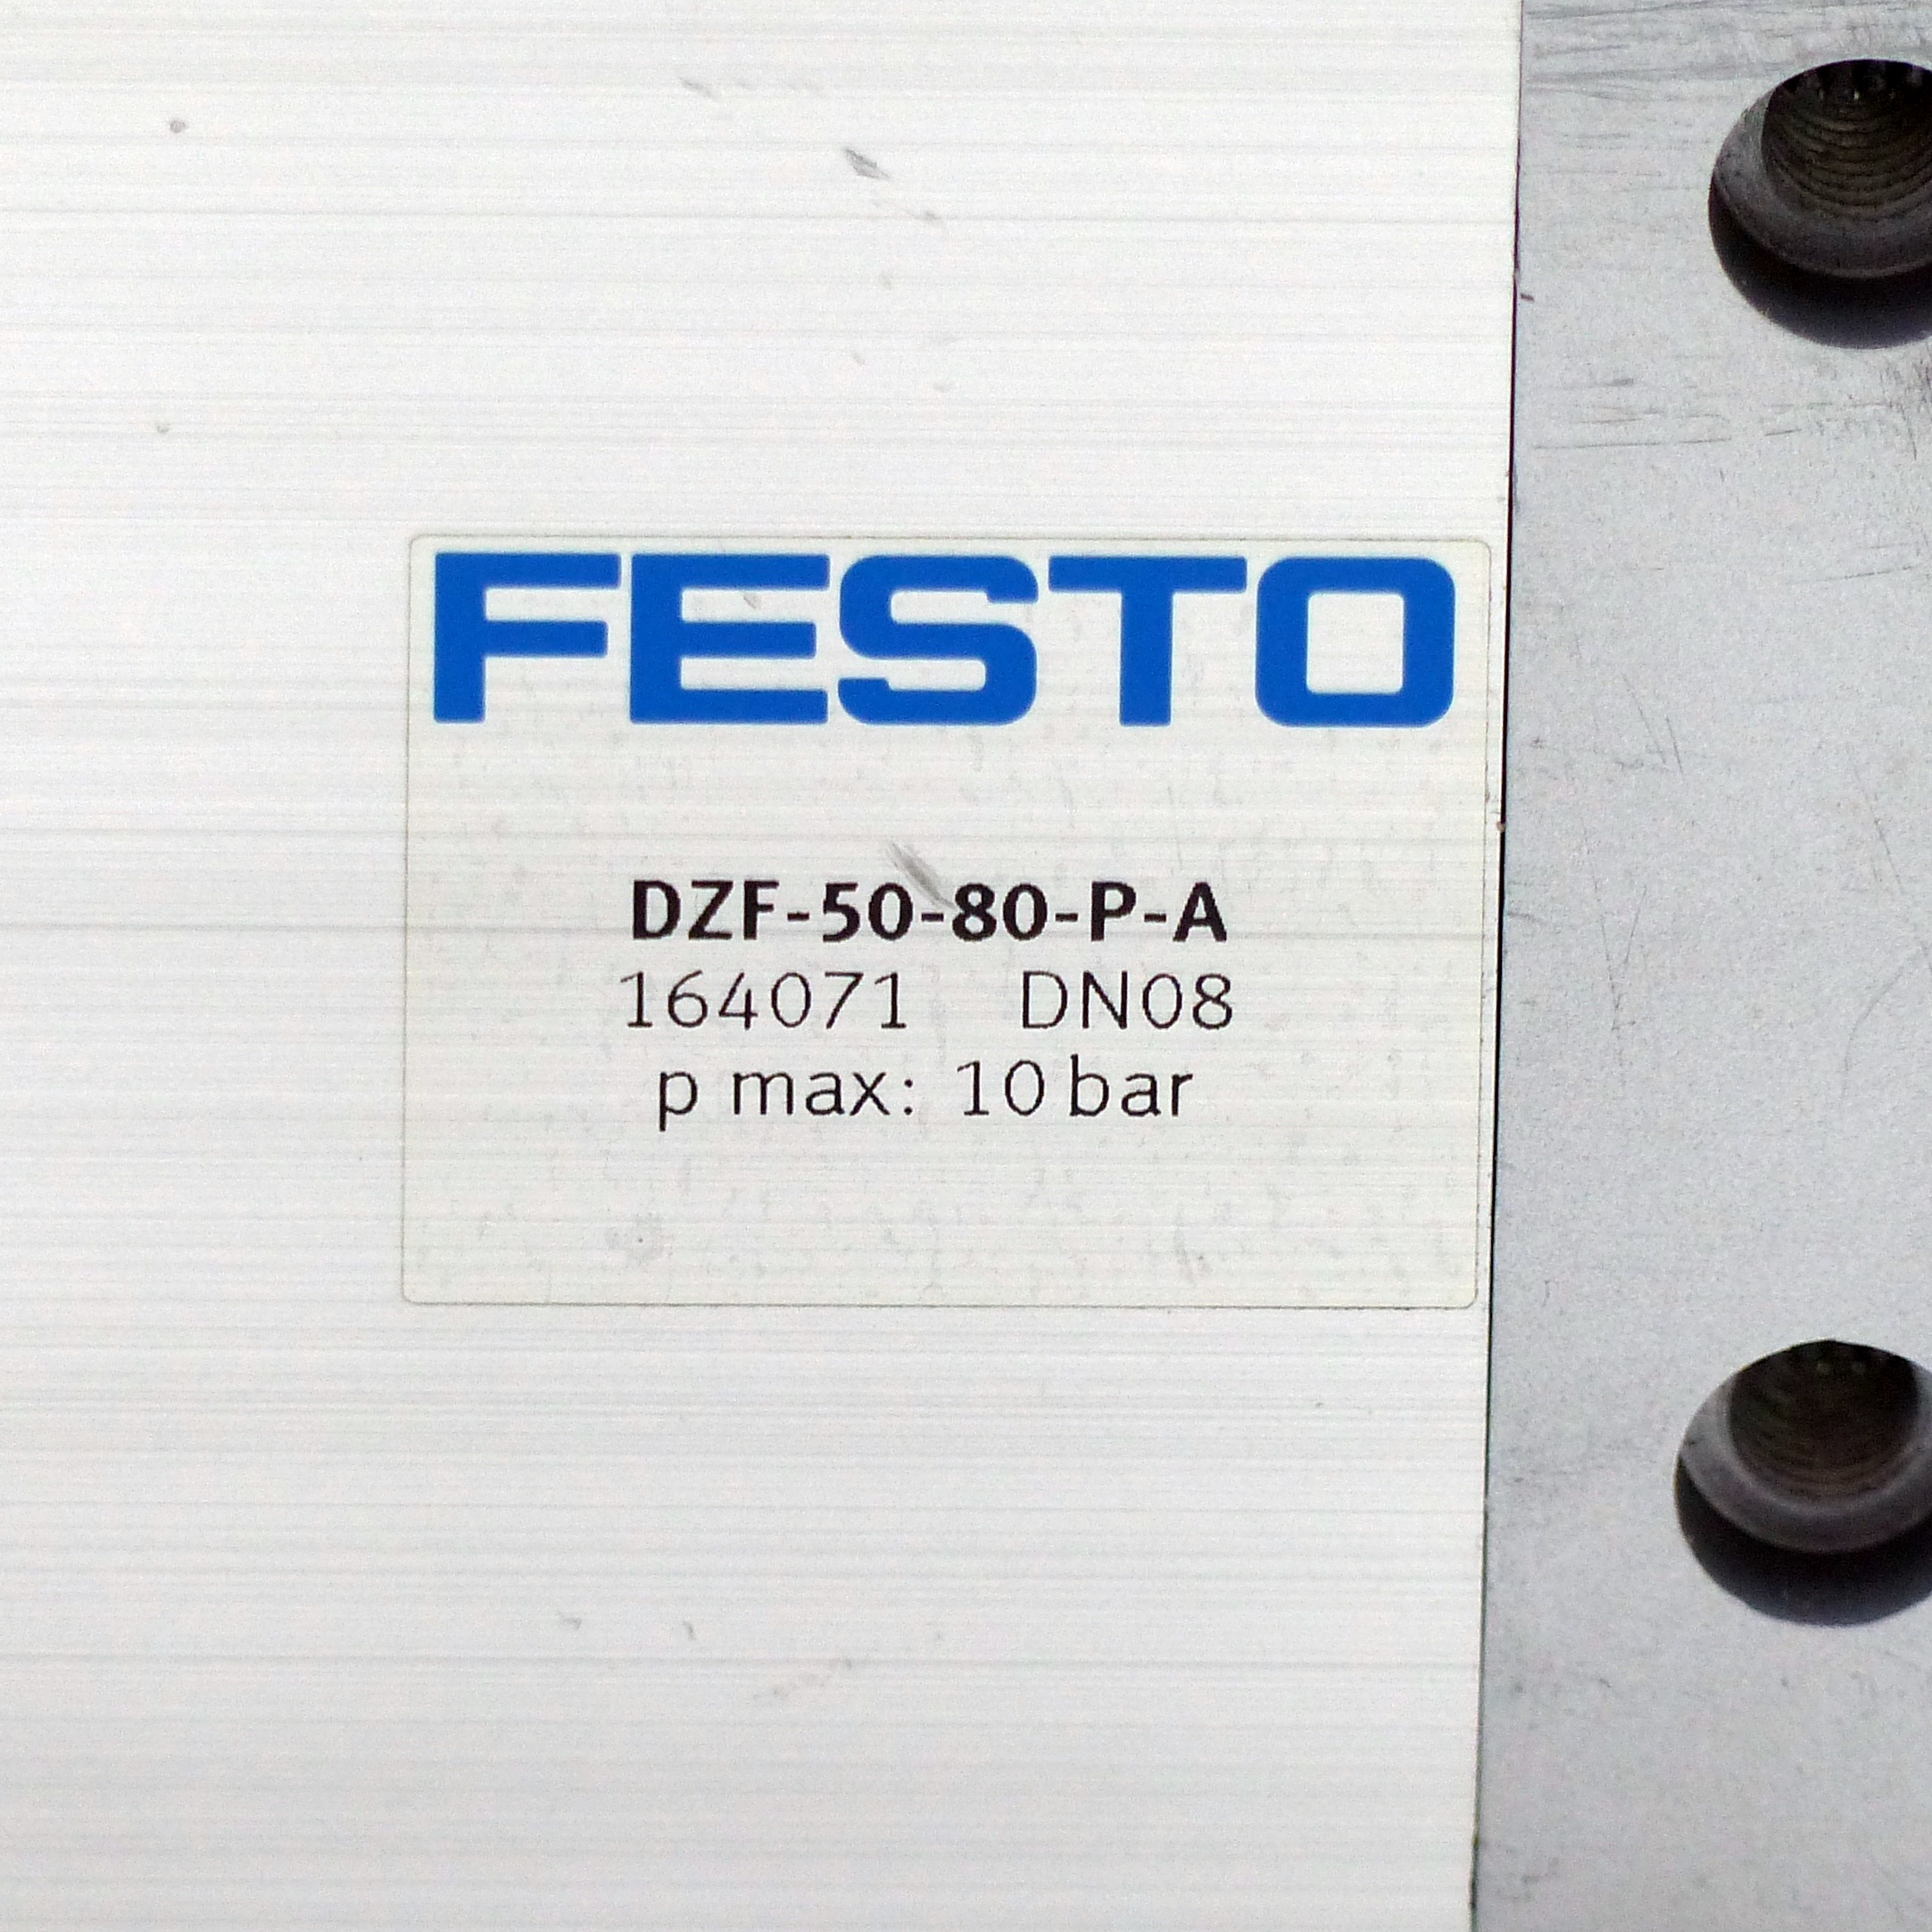 FESTO
DZF-50-80-P-A
164071 DN08
p max: 10 bar